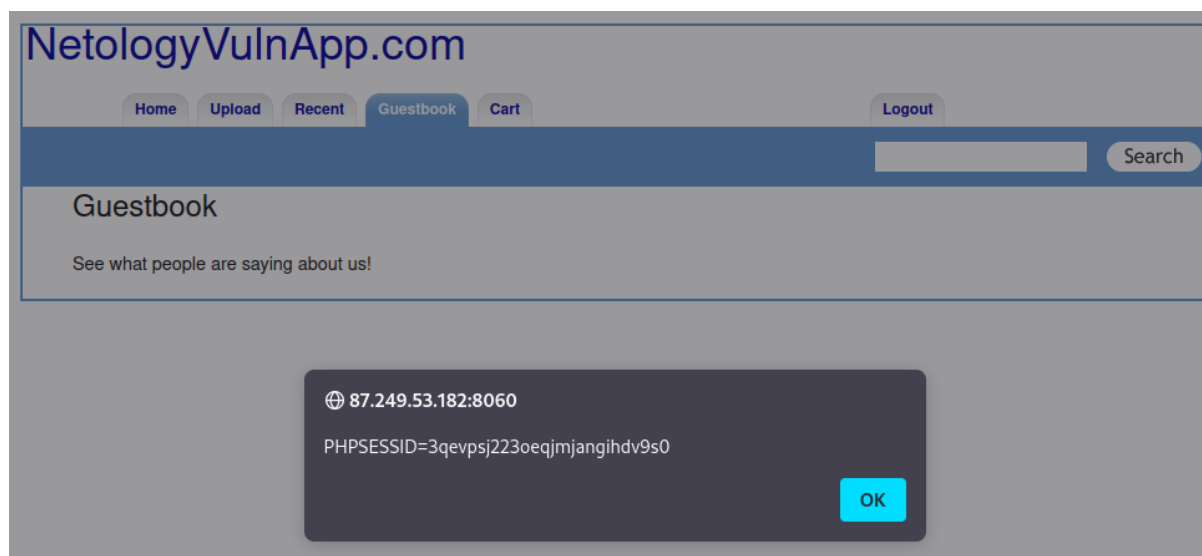 NetologyVulnApp.com
Home Upload Recent Guestbook Cart Logout
Search
Guestbook
See what people are saying about us!
87.249.53.182:8060
PHPSESSID=3qevpsj223oeqjmjangihdv9s0
OK